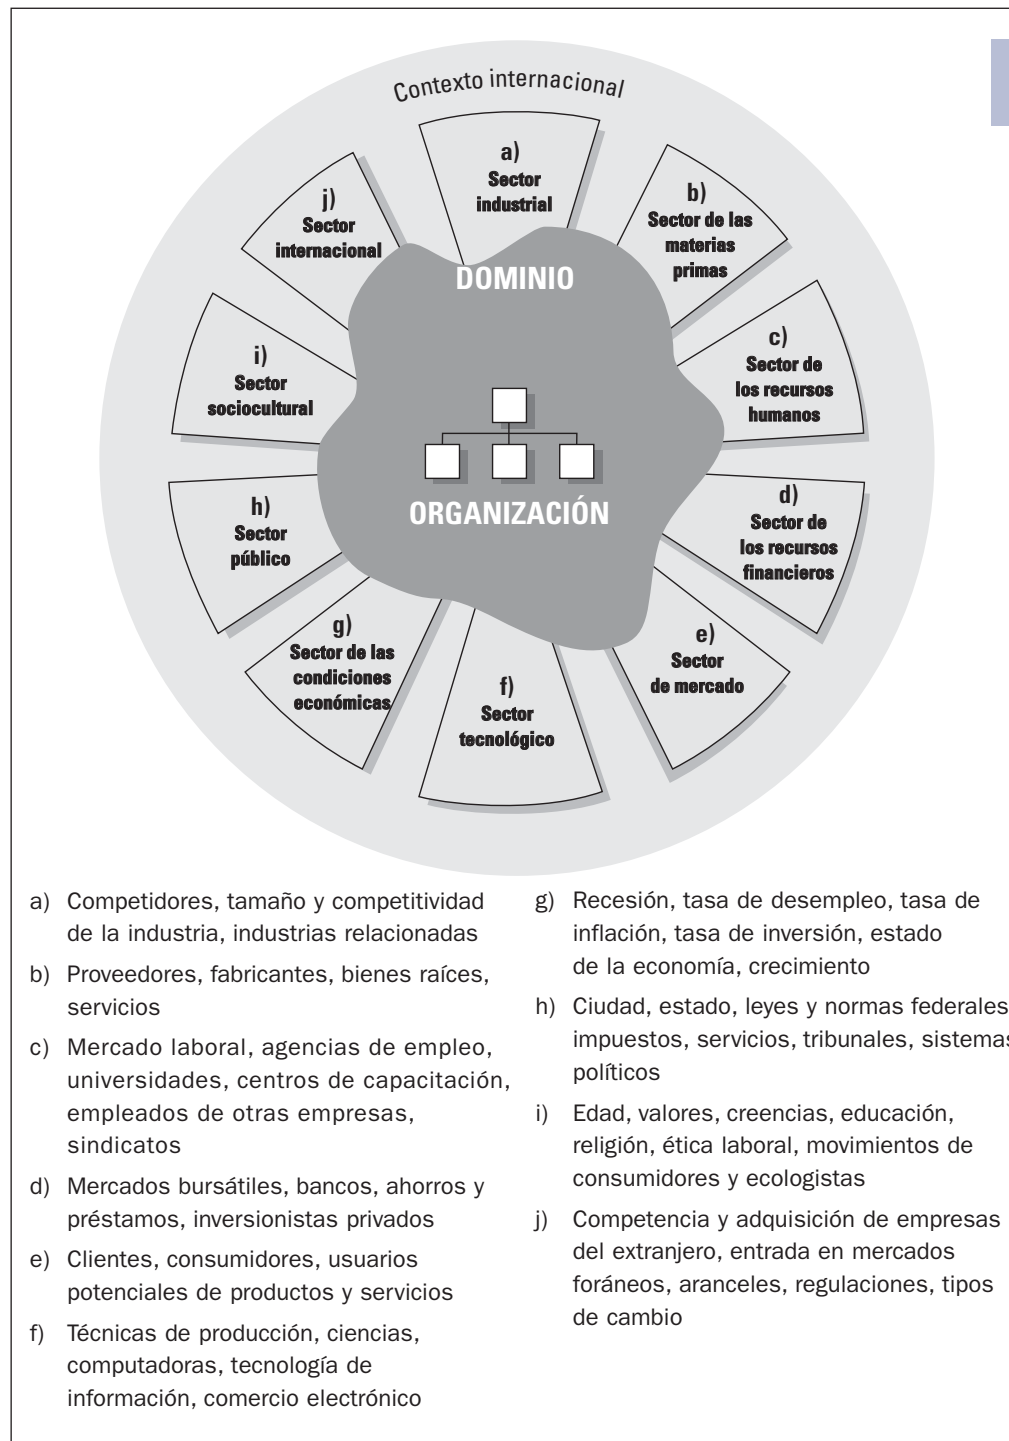 Contexto internacional
a)
Sector
industrial
b)
Sector de las
materias
primas
c)
Sector de
los recursos
humanos
d)
Sector de
los recursos
financieros
e)
Sector
de mercado
f)
Sector
tecnológico
g)
Sector de las
condiciones
económicas
h)
Sector
público
i)
Sector
sociocultural
j)
Sector
internacional
DOMINIO
ORGANIZACIÓN
a) Competidores, tamaño y competitividad
de la industria, industrias relacionadas
b) Proveedores, fabricantes, bienes raíces,
servicios
c) Mercado laboral, agencias de empleo,
universidades, centros de capacitación,
empleados de otras empresas,
sindicatos
d) Mercados bursátiles, bancos, ahorros y
préstamos, inversionistas privados
e) Clientes, consumidores, usuarios
potenciales de productos y servicios
f) Técnicas de producción, ciencias,
computadoras, tecnología de
información, comercio electrónico
g) Recesión, tasa de desempleo, tasa de
inflación, tasa de inversión, estado
de la economía, crecimiento
h) Ciudad, estado, leyes y normas federales
impuestos, servicios, tribunales, sistemas
políticos
i) Edad, valores, creencias, educación,
religión, ética laboral, movimientos de
consumidores y ecologistas
j) Competencia y adquisición de empresas
del extranjero, entrada en mercados
foráneos, aranceles, regulaciones, tipos
de cambio